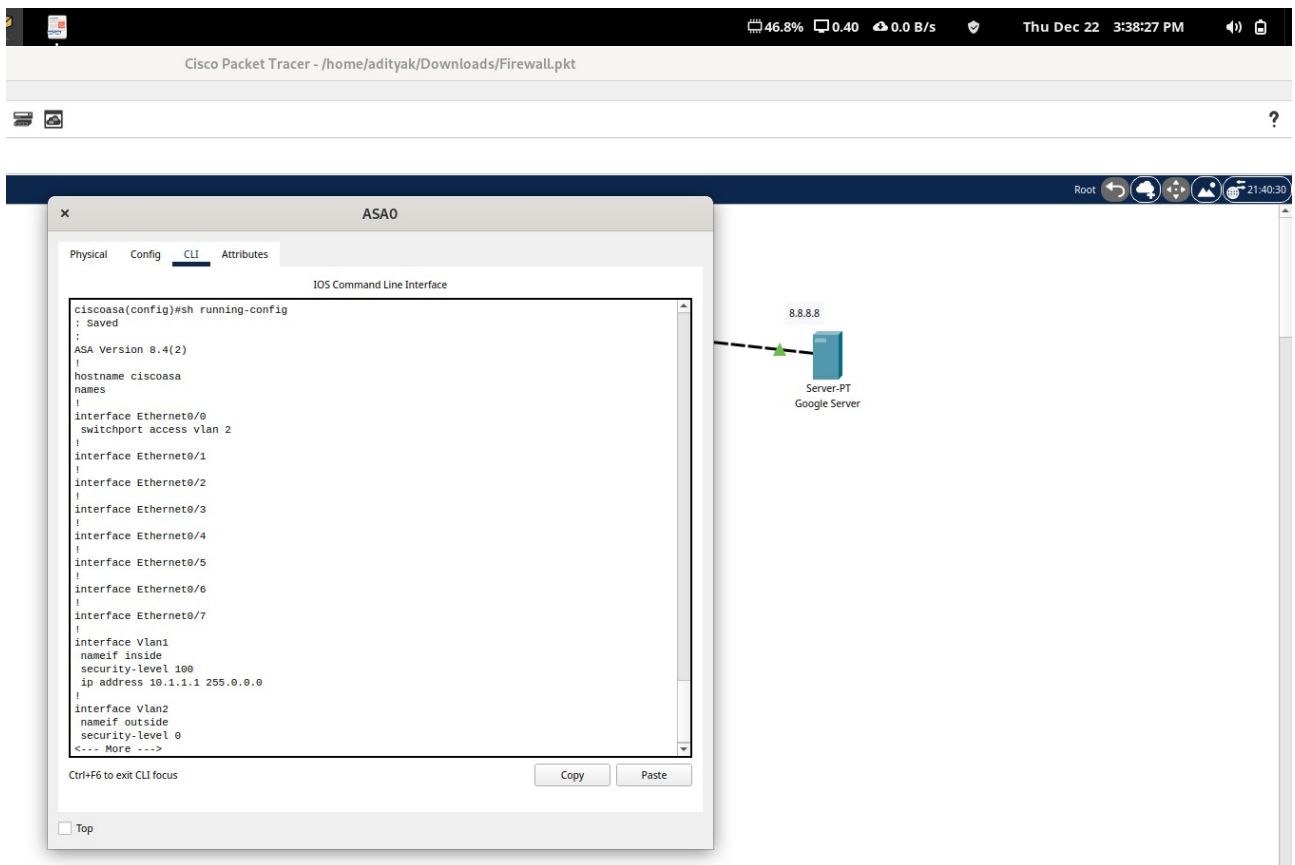 46.8% 0.40 0.0 B/s Thu Dec 22 3:38:27 PM
Cisco Packet Tracer - /home/adityak/Downloads/Firewall.pkt
?
Root 21:40:30
× ASA0
Physical Config CLI Attributes
IOS Command Line Interface
ciscoasa(config)#sh running-config
: Saved
:
ASA Version 8.4(2)
!
hostname ciscoasa
names
!
interface Ethernet0/0
switchport access vlan 2
!
interface Ethernet0/1
!
interface Ethernet0/2
!
interface Ethernet0/3
!
interface Ethernet0/4
!
interface Ethernet0/5
!
interface Ethernet0/6
!
interface Ethernet0/7
!
interface Vlan1
nameif inside
security-level 100
ip address 10.1.1.1 255.0.0.0
!
interface Vlan2
nameif outside
security-level 0
<--- More --->
Ctrl+F6 to exit CLI focus
Copy Paste
Top
8.8.8.8
Server-PT
Google Server